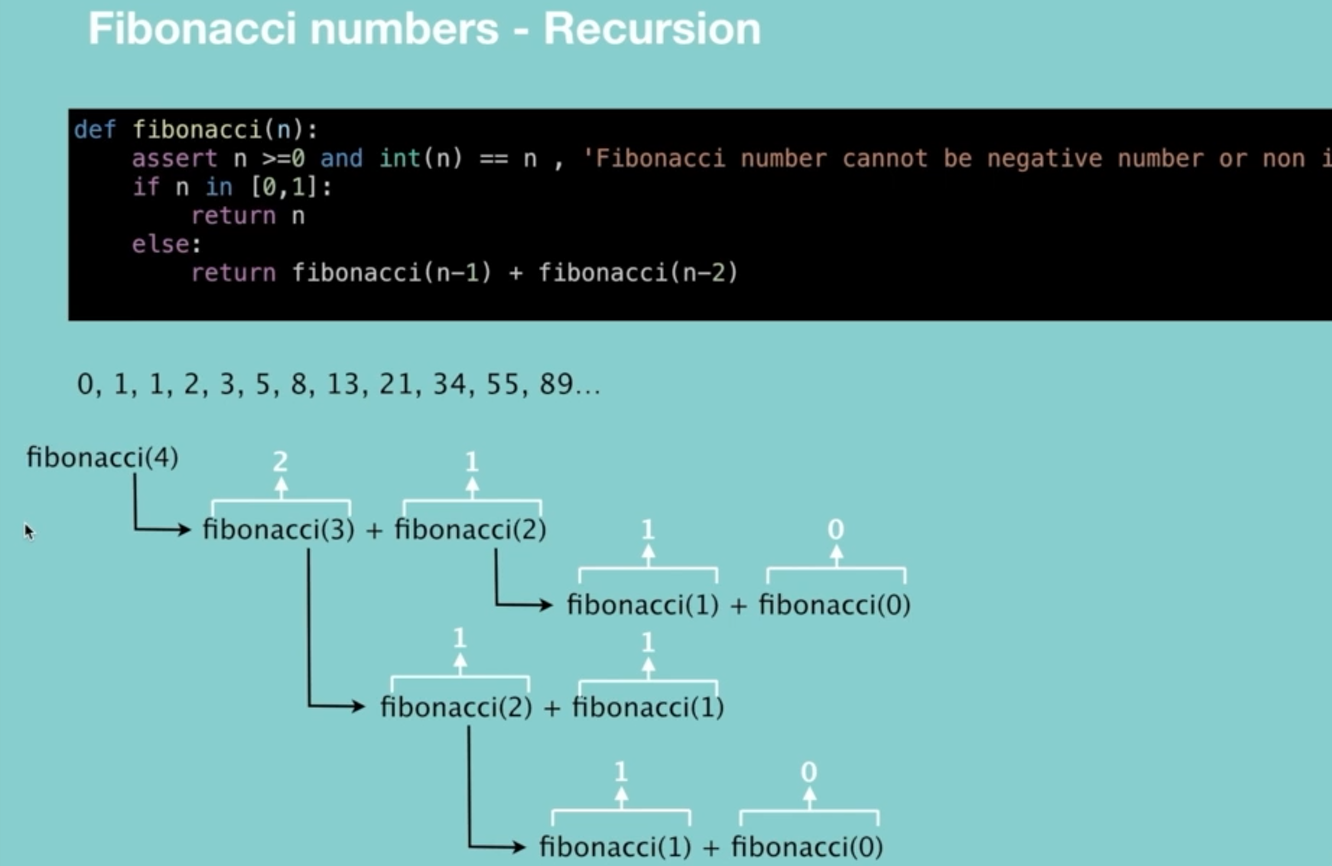 Fibonacci numbers - Recursion
def fibonacci(n):
    assert n >=0 and int(n) == n , 'Fibonacci number cannot be negative number or non i
    if n in [0,1]:
        return n
    else:
        return fibonacci(n-1) + fibonacci(n-2)
0, 1, 1, 2, 3, 5, 8, 13, 21, 34, 55, 89...
fibonacci(4)
2 1
fibonacci(3) + fibonacci(2)
1 0
fibonacci(1) + fibonacci(0)
1 1
fibonacci(2) + fibonacci(1)
1 0
fibonacci(1) + fibonacci(0)